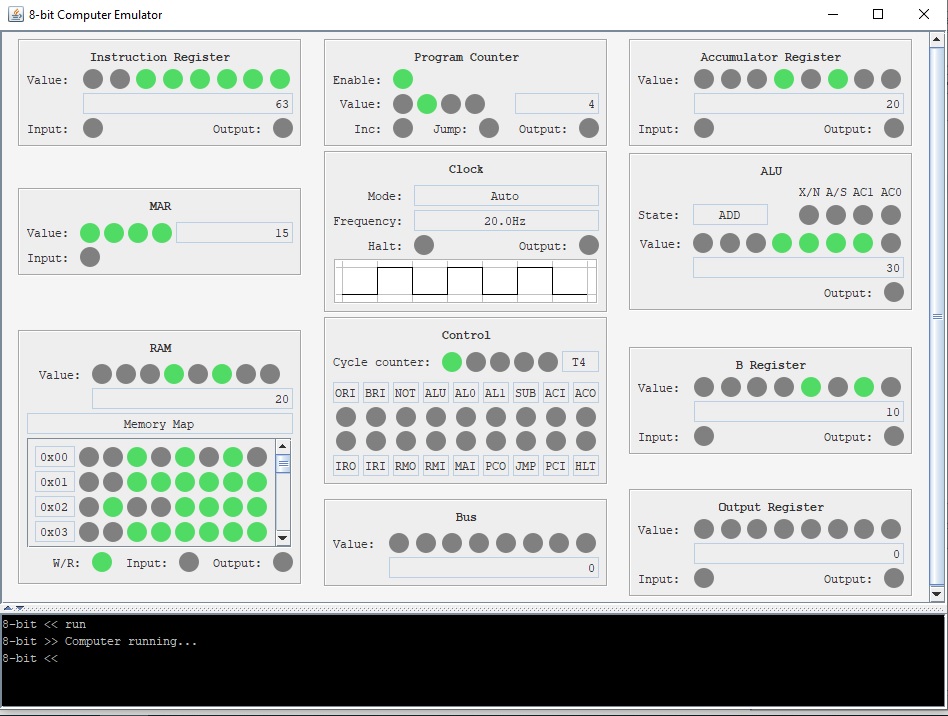 8-bit Computer Emulator
Instruction Register
Value:
63
Input: Output:
Program Counter
Enable:
Value: 4
Inc: Jump: Output:
Accumulator Register
Value:
20
Input: Output:
MAR
Value: 15
Input:
Clock
Mode: Auto
Frequency: 20.0Hz
Halt: Output:
ALU
X/N A/S AC1 AC0
State: ADD
Value:
30
Output:
RAM
Value:
20
Memory Map
0x00
0x01
0x02
0x03
W/R: Input: Output:
Control
Cycle counter: T4
ORI BRI NOT ALU AL0 AL1 SUB ACI ACO
IRO IRI RMO RMI MAI PCO JMP PCI HLT
Bus
Value:
0
B Register
Value:
10
Input: Output:
Output Register
Value:
0
Input: Output:
8-bit << run
8-bit >> Computer running...
8-bit <<